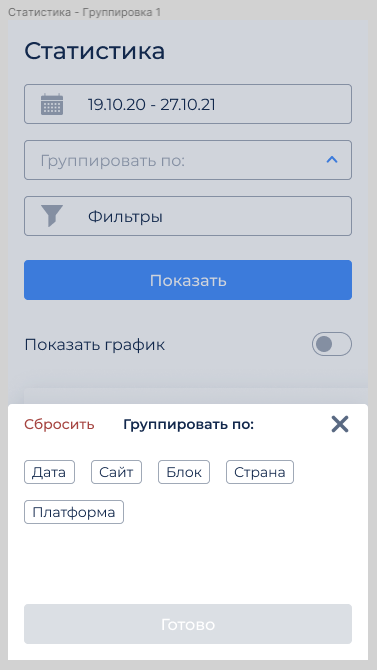 Статистика - Группировка 1
Статистика
19.10.20 - 27.10.21
Группировать по:
Фильтры
Показать
Показать график
Сбросить Группировать по:
Дата Сайт Блок Страна
Платформа
Готово